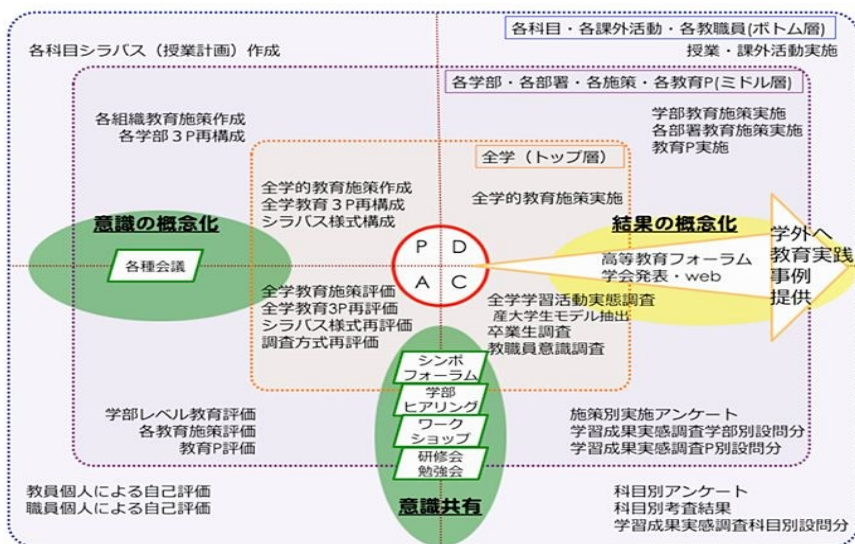 各科目・各課外活動・各教職員(ボトム層)
各科目シラバス（授業計画）作成
授業・課外活動実施
各学部・各部署・各施策・各教育P(ミドル層)
各組織教育施策作成
各学部３P再構成
学部教育施策実施
各部署教育施策実施
教育P実施
全学（トップ層）
全学的教育施策作成
全学教育３P再構成
シラバス様式構成
全学的教育施策実施
意識の概念化
各種会議
P D
A C
結果の概念化
高等教育フォーラム
学会発表・web
学外へ
教育実践
事例
提供
全学教育施策評価
全学教育3P再評価
シラバス様式再評価
調査方式再評価
全学学習活動実態調査
産大学生モデル抽出
卒業生調査
教職員意識調査
シンポ
フォーラム
学部
ヒアリング
ワーク
ショップ
研修会
勉強会
意識共有
学部レベル教育評価
各教育施策評価
教育P評価
施策別実施アンケート
学習成果実感調査学部別設問分
学習成果実感調査P別設問分
教員個人による自己評価
職員個人による自己評価
科目別アンケート
科目別考査結果
学習成果実感調査科目別設問分